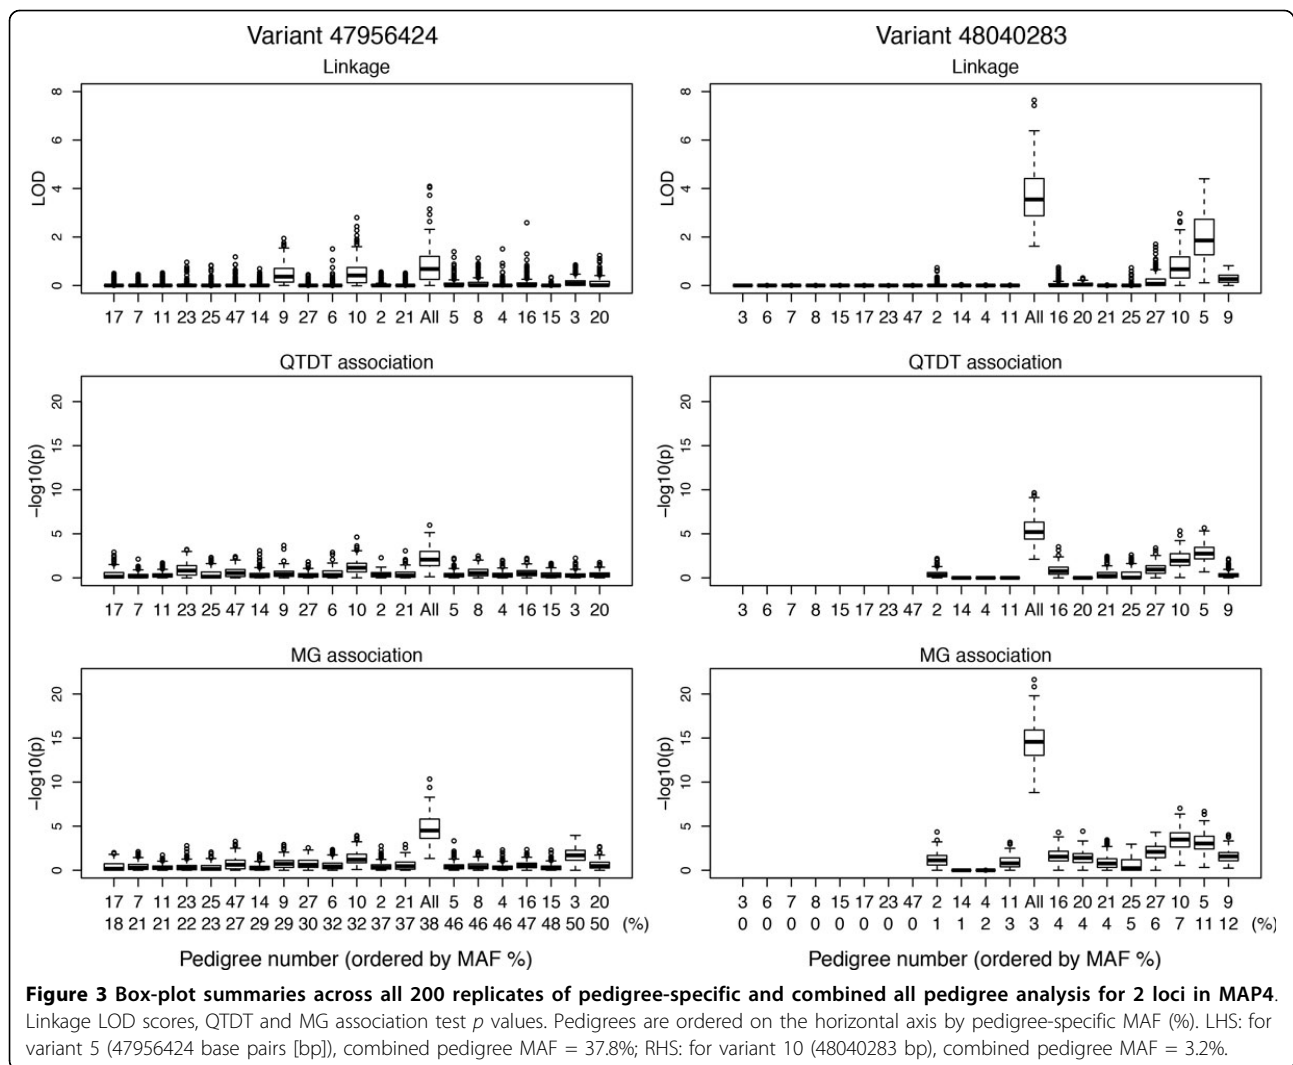 Variant 47956424
Variant 48040283
Linkage
Linkage
LOD
8
6
4
2
0
17 7 11 23 25 47 14 9 27 6 10 2 21 All 5 8 4 16 15 3 20
LOD
8
6
4
2
0
3 6 7 8 15 17 23 47 2 14 4 11 All 16 20 21 25 27 10 5 9
QTDT association
QTDT association
−log10(p)
20
15
10
5
0
17 7 11 23 25 47 14 9 27 6 10 2 21 All 5 8 4 16 15 3 20
−log10(p)
20
15
10
5
0
3 6 7 8 15 17 23 47 2 14 4 11 All 16 20 21 25 27 10 5 9
MG association
MG association
−log10(p)
20
15
10
5
0
17 7 11 23 25 47 14 9 27 6 10 2 21 All 5 8 4 16 15 3 20
18 21 21 22 23 27 29 29 30 32 32 37 37 38 46 46 46 47 48 50 50 (%)
Pedigree number (ordered by MAF %)
−log10(p)
20
15
10
5
0
3 6 7 8 15 17 23 47 2 14 4 11 All 16 20 21 25 27 10 5 9
0 0 0 0 0 0 0 0 1 1 2 3 3 4 4 4 5 6 7 11 12 (%)
Pedigree number (ordered by MAF %)
Figure 3 Box-plot summaries across all 200 replicates of pedigree-specific and combined all pedigree analysis for 2 loci in MAP4.
Linkage LOD scores, QTDT and MG association test p values. Pedigrees are ordered on the horizontal axis by pedigree-specific MAF (%). LHS: for
variant 5 (47956424 base pairs [bp]), combined pedigree MAF = 37.8%; RHS: for variant 10 (48040283 bp), combined pedigree MAF = 3.2%.